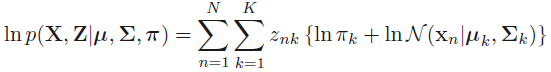 ln p(X, Z|μ, Σ, π) = ∑_{n=1}^{N} ∑_{k=1}^{K} z_{nk} {ln π_k + ln 𝒩(x_n|μ_k, Σ_k)}